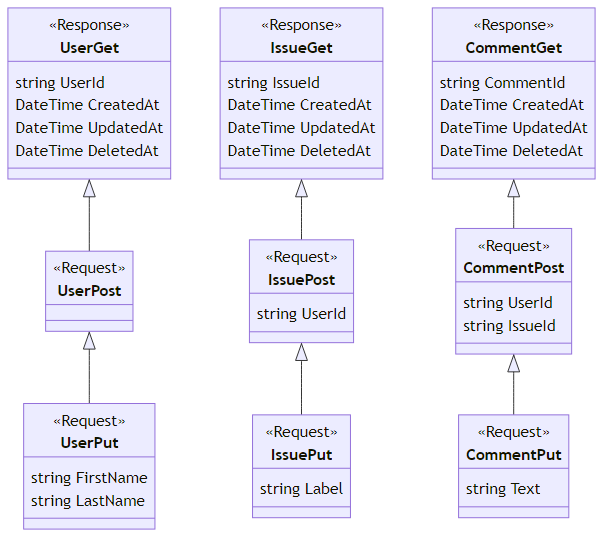 «Response»
UserGet
string UserId
DateTime CreatedAt
DateTime UpdatedAt
DateTime DeletedAt
«Request»
UserPost
«Request»
UserPut
string FirstName
string LastName
«Response»
IssueGet
string IssueId
DateTime CreatedAt
DateTime UpdatedAt
DateTime DeletedAt
«Request»
IssuePost
string UserId
«Request»
IssuePut
string Label
«Response»
CommentGet
string CommentId
DateTime CreatedAt
DateTime UpdatedAt
DateTime DeletedAt
«Request»
CommentPost
string UserId
string IssueId
«Request»
CommentPut
string Text